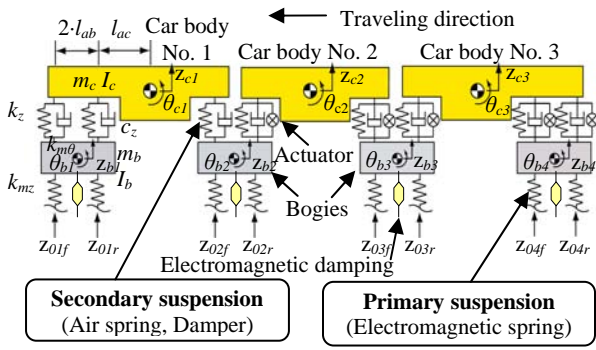 Traveling direction
2·l_ab
l_ac
Car body
No. 1
Car body No. 2
Car body No. 3
m_c I_c
z_c1
θ_c1
z_c2
θ_c2
z_c3
θ_c3
k_z
c_z
Actuator
k_mθ
θ_b1
z_b1
m_b
I_b
θ_b2
z_b2
θ_b3
z_b3
θ_b4
z_b4
k_mz
Bogies
z_01f
z_01r
z_02f
z_02r
z_03f
z_03r
z_04f
z_04r
Electromagnetic damping
Secondary suspension
(Air spring, Damper)
Primary suspension
(Electromagnetic spring)